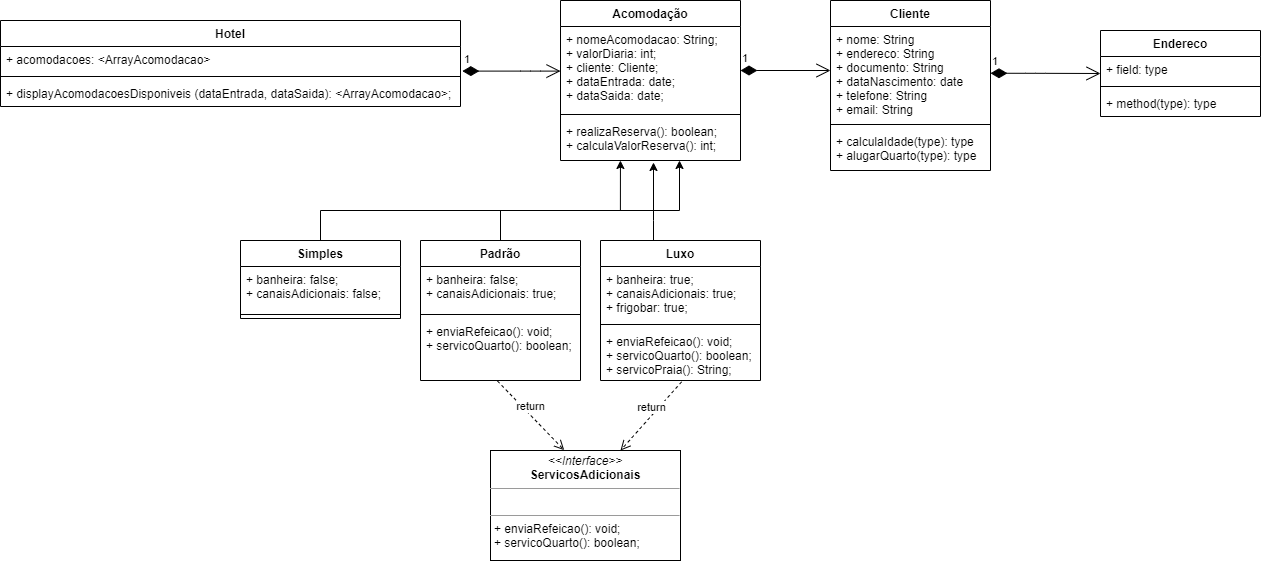 Hotel
+ acomodacoes: <ArrayAcomodacao>
+ displayAcomodacoesDisponiveis (dataEntrada, dataSaida): <ArrayAcomodacao>;
1
Acomodação
+ nomeAcomodacao: String;
+ valorDiaria: int;
+ cliente: Cliente;
+ dataEntrada: date;
+ dataSaida: date;
+ realizaReserva(): boolean;
+ calculaValorReserva(): int;
1
Cliente
+ nome: String
+ endereco: String
+ documento: String
+ dataNascimento: date
+ telefone: String
+ email: String
+ calculaIdade(type): type
+ alugarQuarto(type): type
1
Endereco
+ field: type
+ method(type): type
Simples
+ banheira: false;
+ canaisAdicionais: false;
Padrão
+ banheira: false;
+ canaisAdicionais: true;
+ enviaRefeicao(): void;
+ servicoQuarto(): boolean;
Luxo
+ banheira: true;
+ canaisAdicionais: true;
+ frigobar: true;
+ enviaRefeicao(): void;
+ servicoQuarto(): boolean;
+ servicoPraia(): String;
return
return
<<Interface>>
ServicosAdicionais
+ enviaRefeicao(): void;
+ servicoQuarto(): boolean;